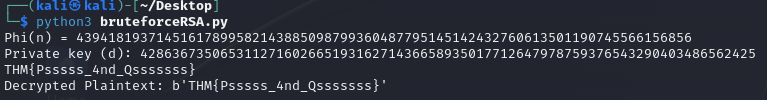 ┌──(kali㉿kali)-[~/Desktop]
└─$ python3 bruteforceRSA.py
Phi(n) = 43941819371451617899582143885098799360487795145142432760613501190745566156856
Private key (d): 42863673506531127160266519316271436658935017712647978759376543290403486562425
THM{Psssss_4nd_Qsssssss}
Decrypted Plaintext: b'THM{Psssss_4nd_Qsssssss}'